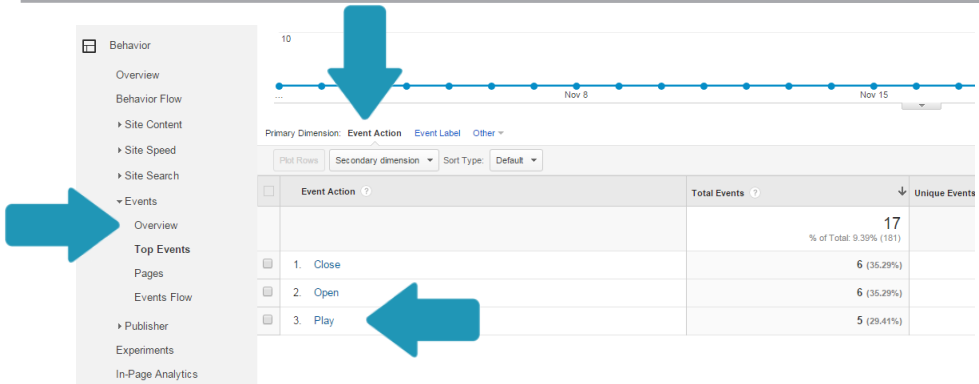 Behavior
Overview
Behavior Flow
Site Content
Site Speed
Site Search
Events
Overview
Top Events
Pages
Events Flow
Publisher
Experiments
In-Page Analytics
10
... Nov 8 Nov 15
Primary Dimension: Event Action Event Label Other
Plot Rows Secondary dimension Sort Type: Default
Event Action ? Total Events ? Unique Events
17
% of Total: 9.39% (181)
1. Close 6 (35.29%)
2. Open 6 (35.29%)
3. Play 5 (29.41%)